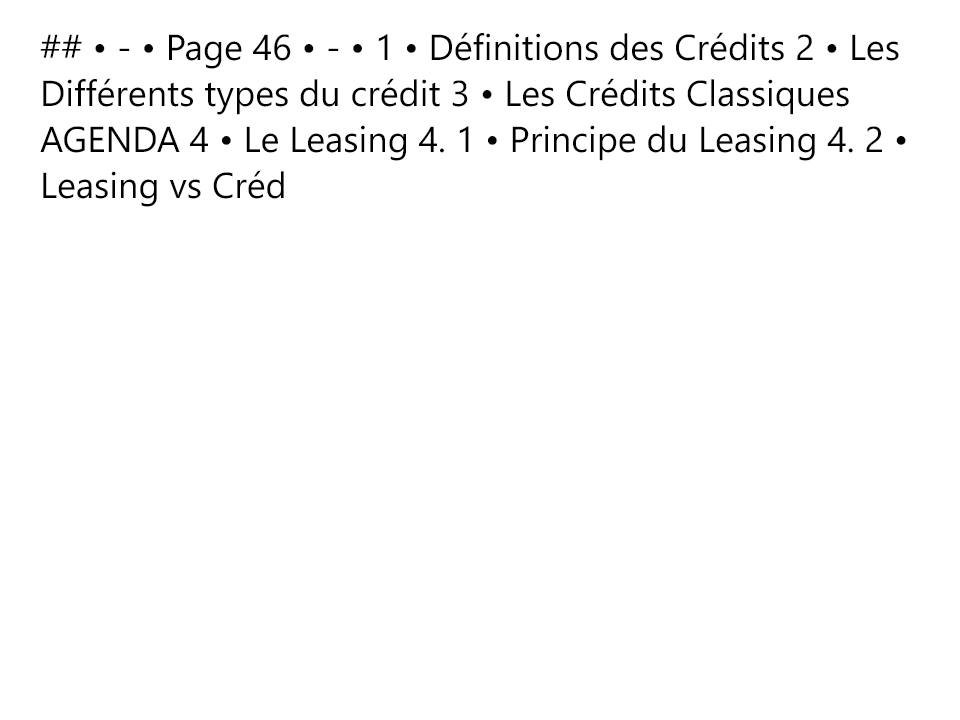 ## • - • Page 46 • - • 1 • Définitions des Crédits 2 • Les
Différents types du crédit 3 • Les Crédits Classiques
AGENDA 4 • Le Leasing 4. 1 • Principe du Leasing 4. 2 •
Leasing vs Créd